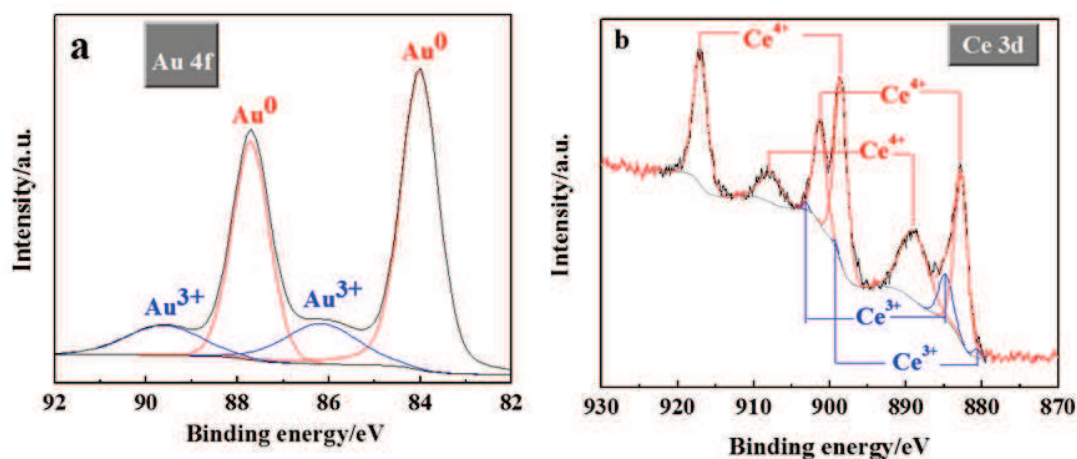 a
Au 4f
Au⁰
Au⁰
Au³⁺
Au³⁺
Intensity/a.u.
92 90 88 86 84 82
Binding energy/eV
b
Ce 3d
Ce⁴⁺
Ce⁴⁺
Ce⁴⁺
Ce³⁺
Ce³⁺
Intensity/a.u.
930 920 910 900 890 880 870
Binding energy/eV